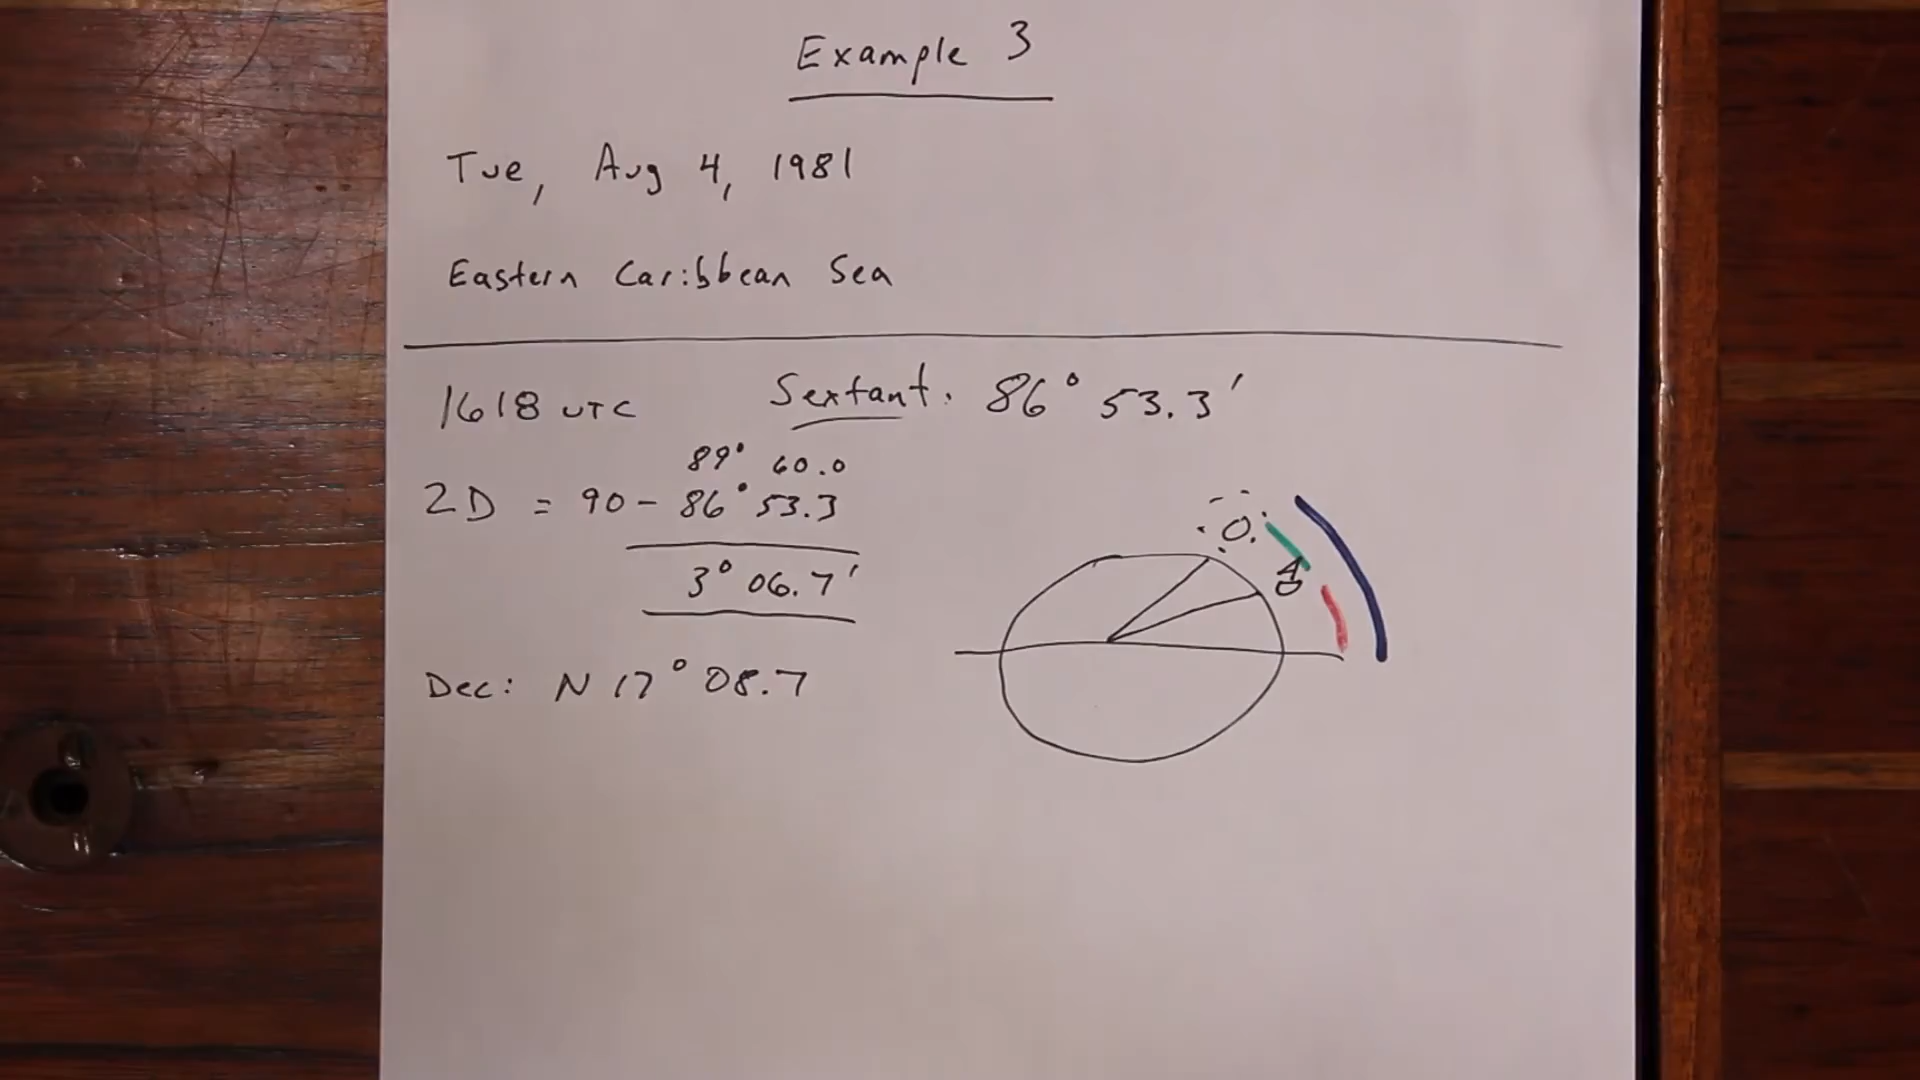 Example 3
Tue, Aug 4, 1981
Eastern Caribbean Sea
1618 UTC Sextant. 86° 53.3'
89° 60.0
ZD = 90 - 86° 53.3
3° 06.7'
Dec: N 17° 08.7